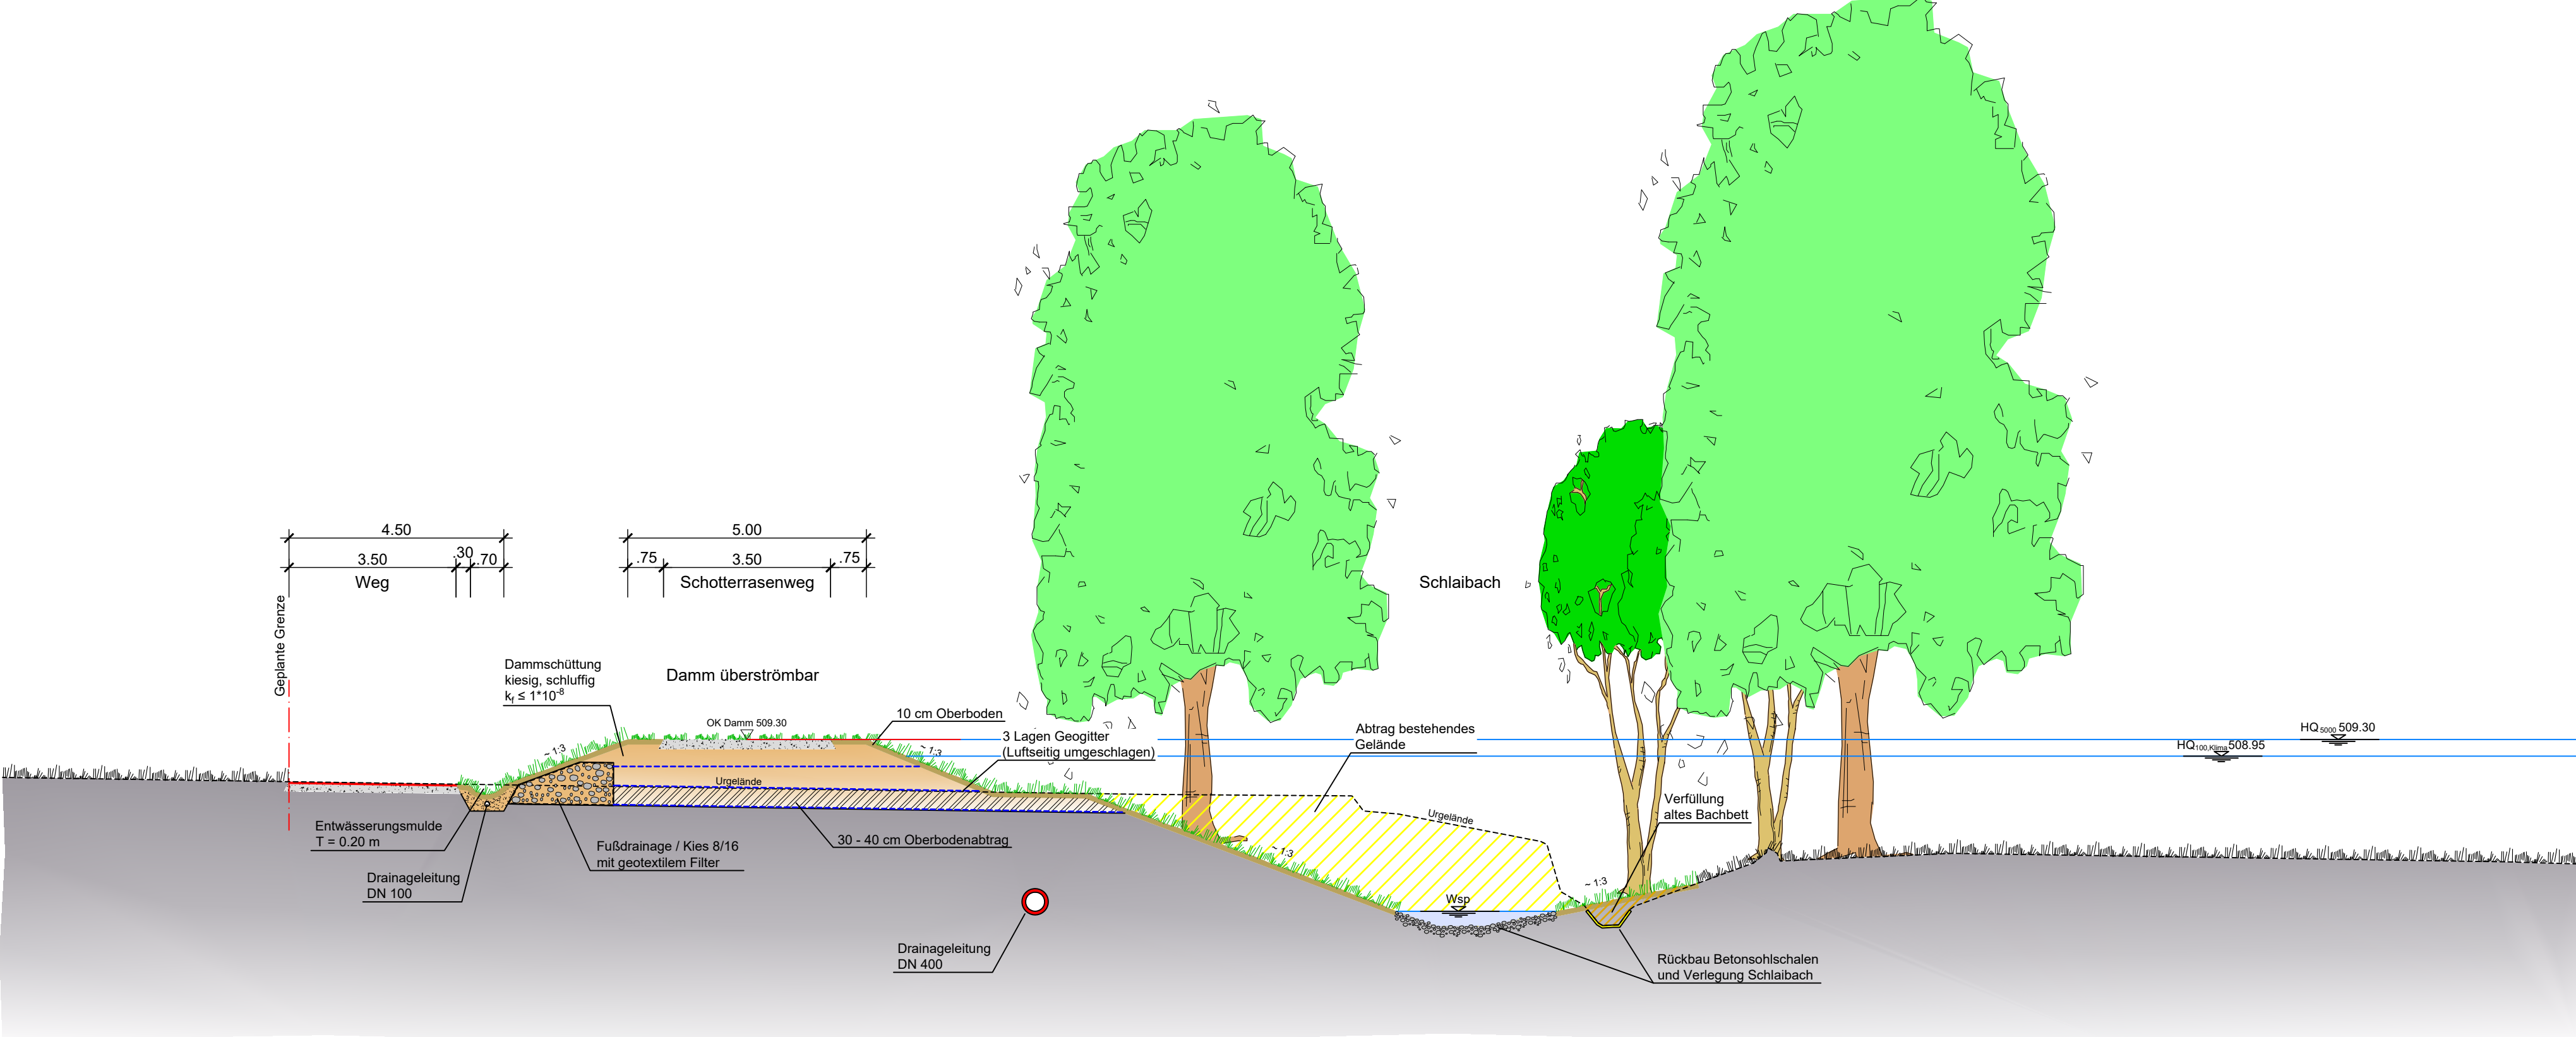 4.50
3.50
.30
.70
Weg
Geplante Grenze
5.00
.75
3.50
.75
Schotterrasenweg
Schlaibach
Dammschüttung
kiesig, schluffig
kf ≤ 1*10-8
Damm überströmbar
OK Damm 509.30
10 cm Oberboden
~ 1:3
~ 1:3
3 Lagen Geogitter
(Luftseitig umgeschlagen)
Abtrag bestehendes
Gelände
HQ5000 509.30
HQ100,Klima 508.95
Urgelände
Urgelände
Verfüllung
altes Bachbett
Entwässerungsmulde
T = 0.20 m
Fußdrainage / Kies 8/16
mit geotextilem Filter
30 - 40 cm Oberbodenabtrag
~ 1:3
~ 1:3
Wsp
Drainageleitung
DN 100
Drainageleitung
DN 400
Rückbau Betonsohlschalen
und Verlegung Schlaibach